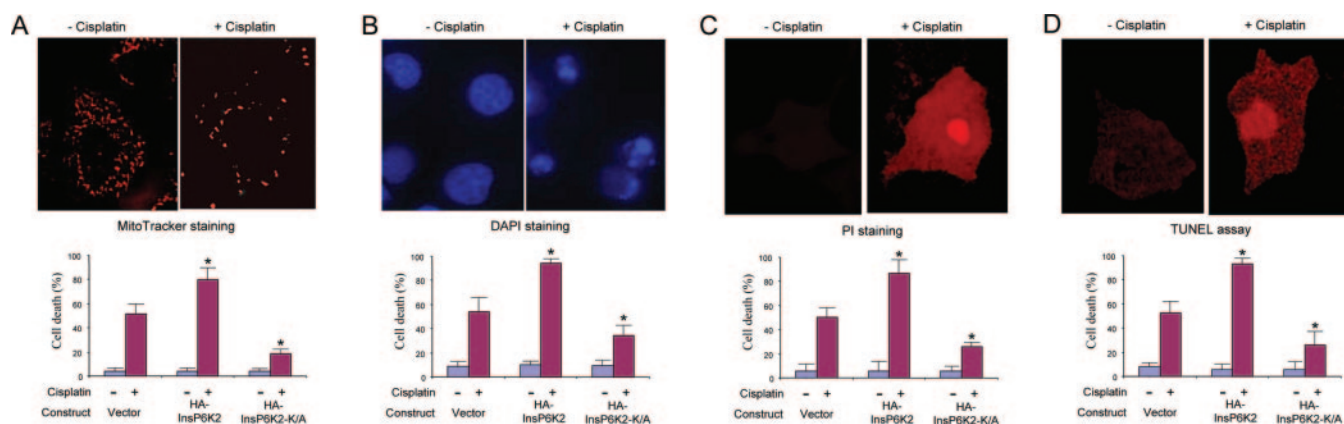 A
- Cisplatin + Cisplatin
MitoTracker staining
Cell death (%)
100
80
60
40
20
0
Cisplatin - + - + - +
Construct Vector HA-InsP6K2 HA-InsP6K2-K/A
B
- Cisplatin + Cisplatin
DAPI staining
Cell death (%)
100
80
60
40
20
0
Cisplatin - + - + - +
Construct Vector HA-InsP6K2 HA-InsP6K2-K/A
C
- Cisplatin + Cisplatin
PI staining
Cell death (%)
100
80
60
40
20
0
Cisplatin - + - + - +
Construct Vector HA-InsP6K2 HA-InsP6K2-K/A
D
- Cisplatin + Cisplatin
TUNEL assay
Cell death (%)
100
80
60
40
20
0
Cisplatin - + - + - +
Construct Vector HA-InsP6K2 HA-InsP6K2-K/A